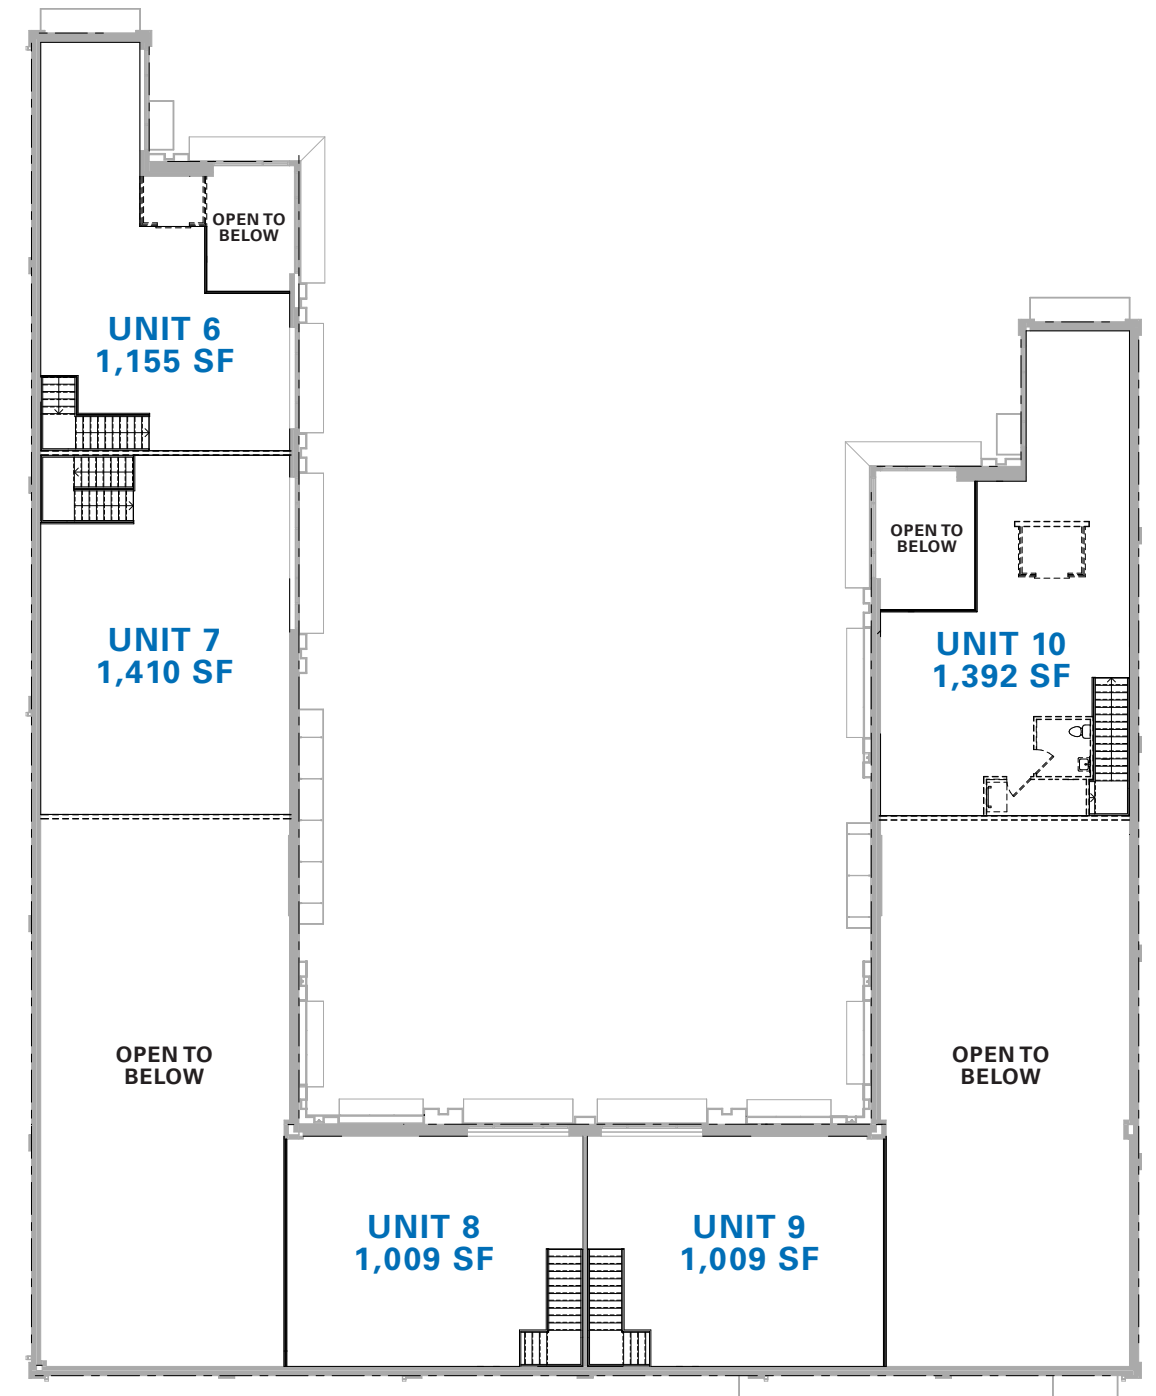 OPEN TO
BELOW
UNIT 6
1,155 SF
OPEN TO
BELOW
UNIT 7
1,410 SF
UNIT 10
1,392 SF
OPEN TO
BELOW
OPEN TO
BELOW
UNIT 8
1,009 SF
UNIT 9
1,009 SF